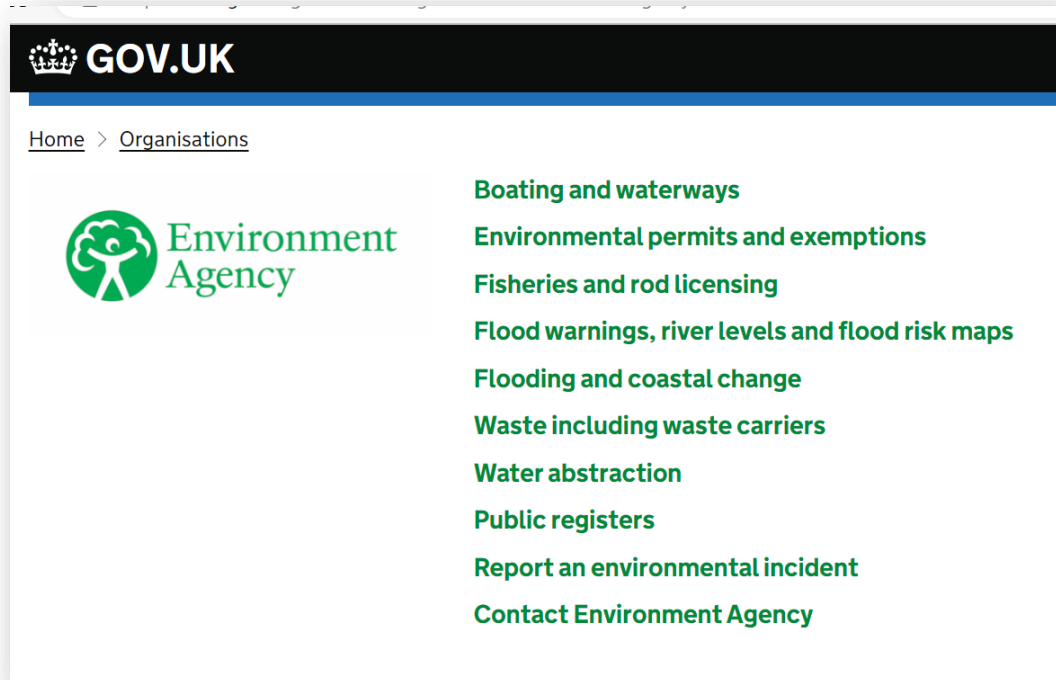 GOV.UK
Home > Organisations
Environment
Agency
Boating and waterways
Environmental permits and exemptions
Fisheries and rod licensing
Flood warnings, river levels and flood risk maps
Flooding and coastal change
Waste including waste carriers
Water abstraction
Public registers
Report an environmental incident
Contact Environment Agency